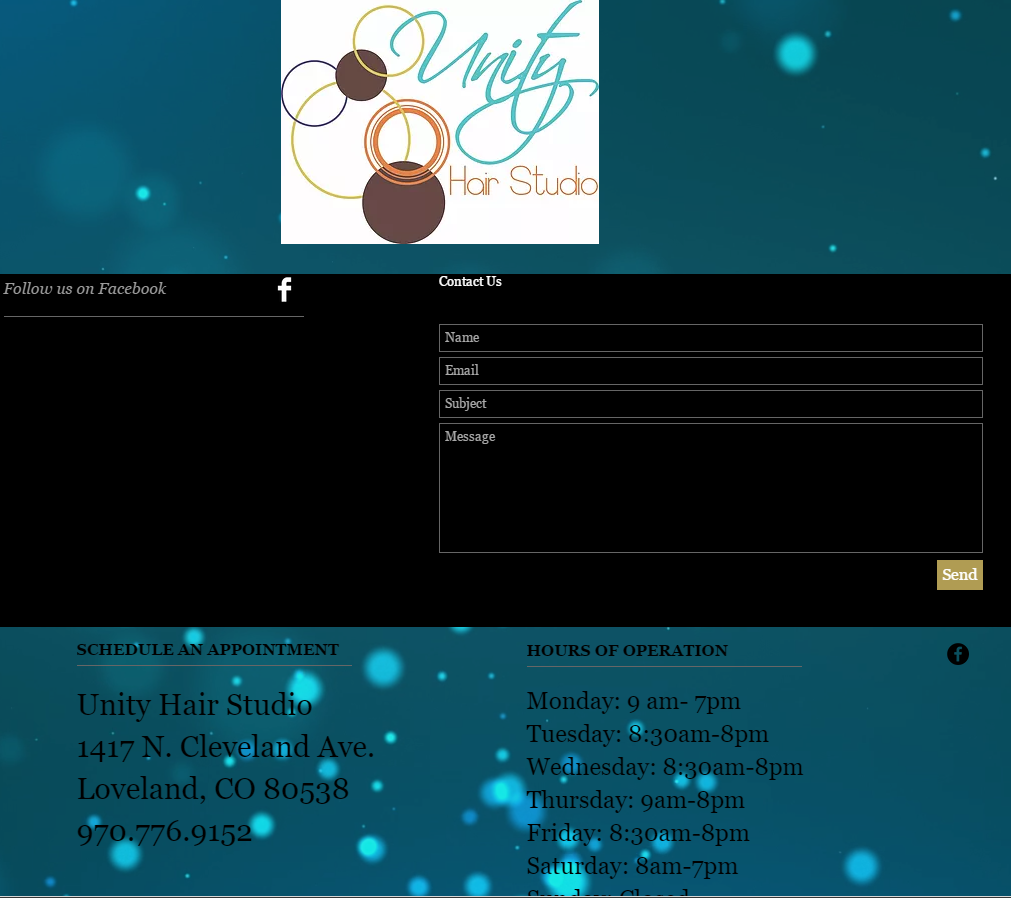 Unity
Hair Studio
Follow us on Facebook
Contact Us
Name
Email
Subject
Message
Send
SCHEDULE AN APPOINTMENT
Unity Hair Studio
1417 N. Cleveland Ave.
Loveland, CO 80538
970.776.9152
HOURS OF OPERATION
Monday: 9 am- 7pm
Tuesday: 8:30am-8pm
Wednesday: 8:30am-8pm
Thursday: 9am-8pm
Friday: 8:30am-8pm
Saturday: 8am-7pm
Sunday: Closed